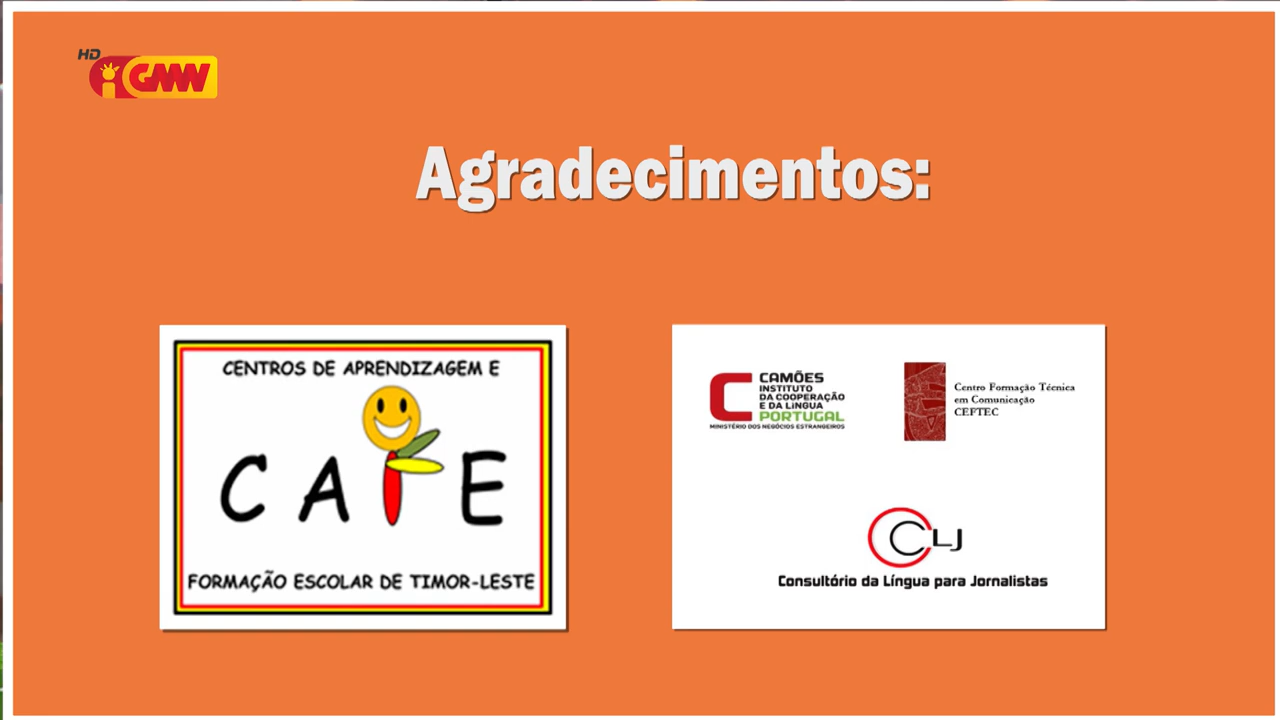 HD
GMN
Agradecimentos:
CENTROS DE APRENDIZAGEM E
CAFE
FORMAÇÃO ESCOLAR DE TIMOR-LESTE
CAMÕES
INSTITUTO
DA COOPERAÇÃO
E DA LÍNGUA
PORTUGAL
MINISTÉRIO DOS NEGÓCIOS ESTRANGEIROS
Centro Formação Técnica
em Comunicação
CEFTEC
CLJ
Consultório da Língua para Jornalistas